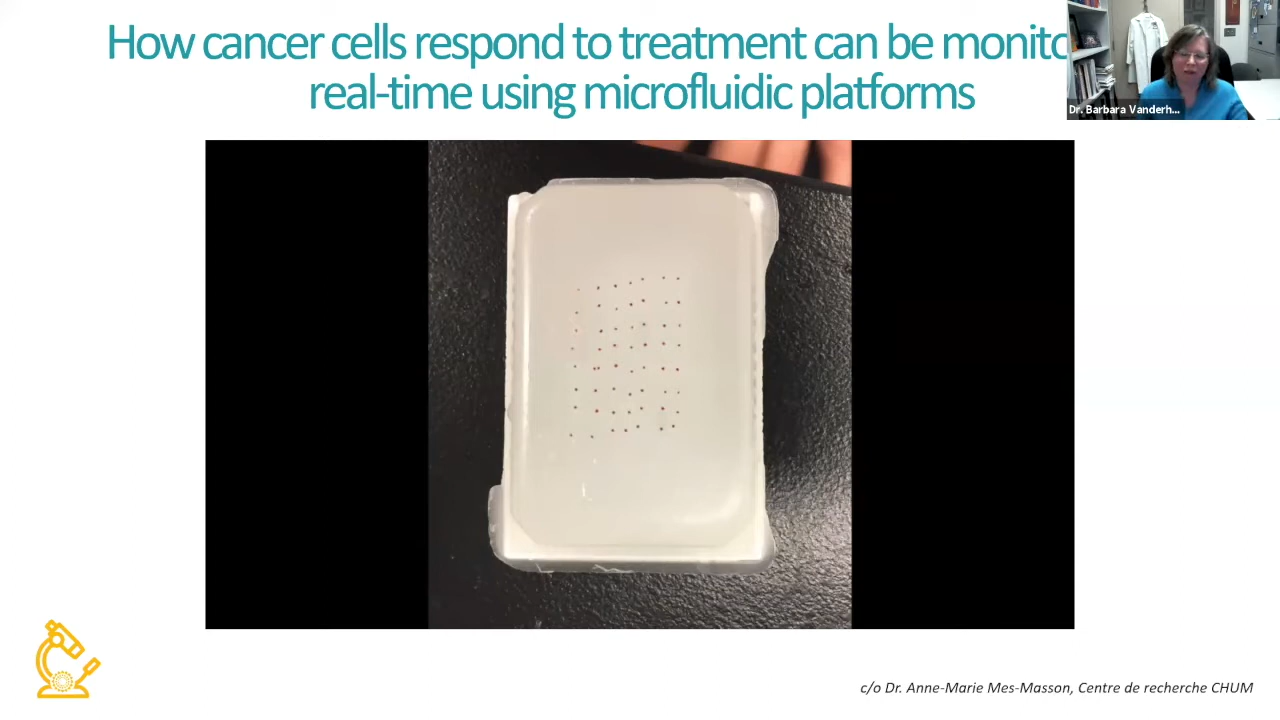 How cancer cells respond to treatment can be monito
real-time using microfluidic platforms
Dr. Barbara Vanderh...
c/o Dr. Anne-Marie Mes-Masson, Centre de recherche CHUM